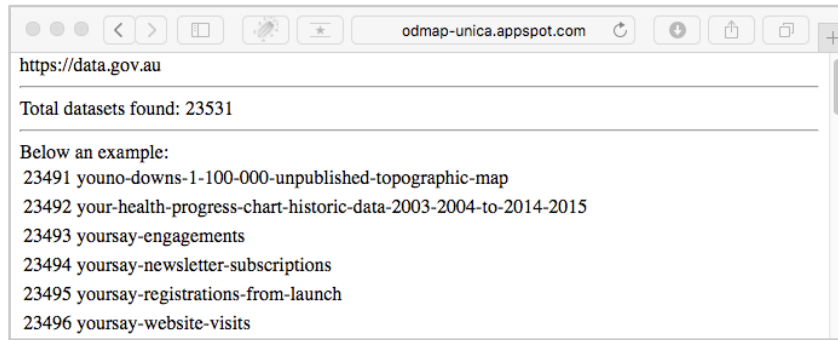 odmap-unica.appspot.com
https://data.gov.au
Total datasets found: 23531
Below an example:
23491 youno-downs-1-100-000-unpublished-topographic-map
23492 your-health-progress-chart-historic-data-2003-2004-to-2014-2015
23493 yoursay-engagements
23494 yoursay-newsletter-subscriptions
23495 yoursay-registrations-from-launch
23496 yoursay-website-visits